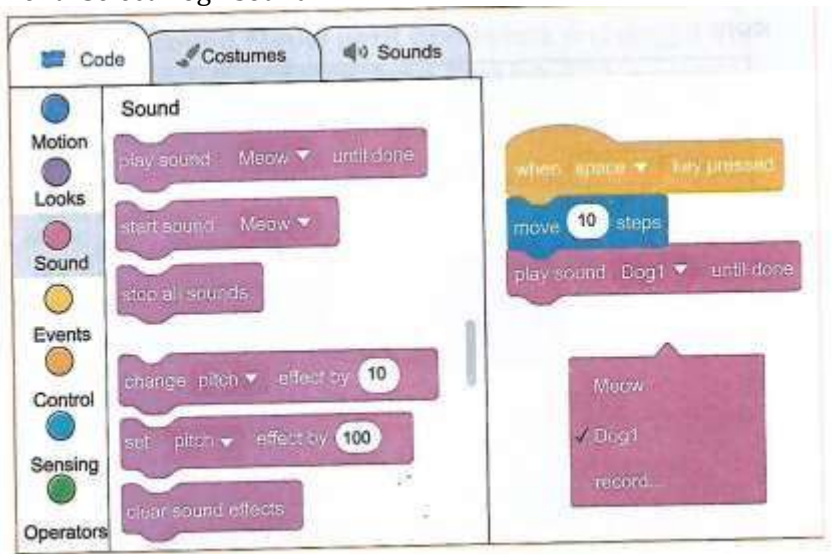 Code
Costumes
Sounds
Motion
Looks
Sound
Events
Control
Sensing
Operators
Sound
play sound Meow until done
start sound Meow
stop all sounds
change pitch effect by 10
set pitch effect by 100
clear sound effects
when space key pressed
move 10 steps
play sound Dog1 until done
Meow
Dog1
record...